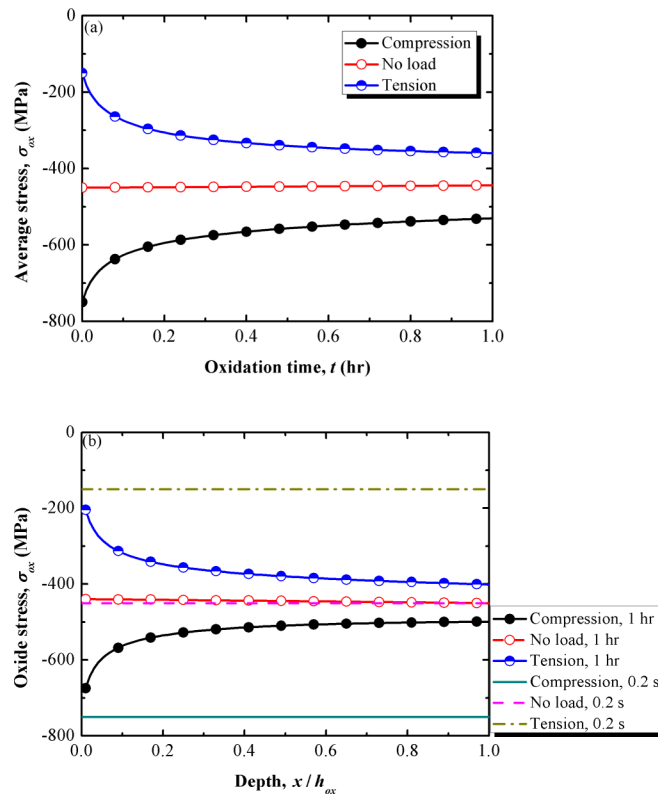 (a)
Compression
No load
Tension
0
-200
-400
-600
-800
Average stress, σox (MPa)
0.0 0.2 0.4 0.6 0.8 1.0
Oxidation time, t (hr)
(b)
0
-200
-400
-600
-800
Oxide stress, σox (MPa)
Compression, 1 hr
No load, 1 hr
Tension, 1 hr
Compression, 0.2 s
No load, 0.2 s
Tension, 0.2 s
0.0 0.2 0.4 0.6 0.8 1.0
Depth, x / hox